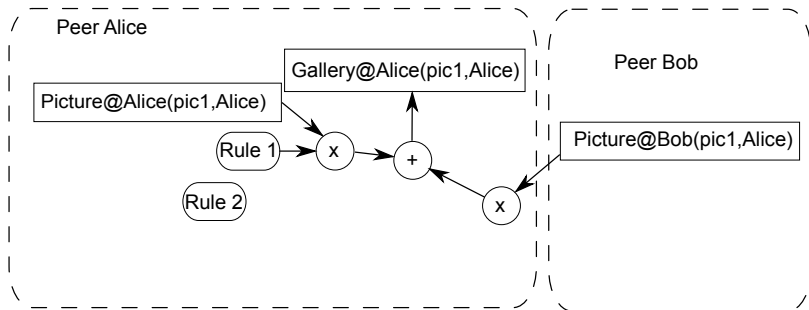 Peer Alice
Gallery@Alice(pic1,Alice)
Peer Bob
Picture@Alice(pic1,Alice)
Rule 1
x
+
Picture@Bob(pic1,Alice)
Rule 2
x